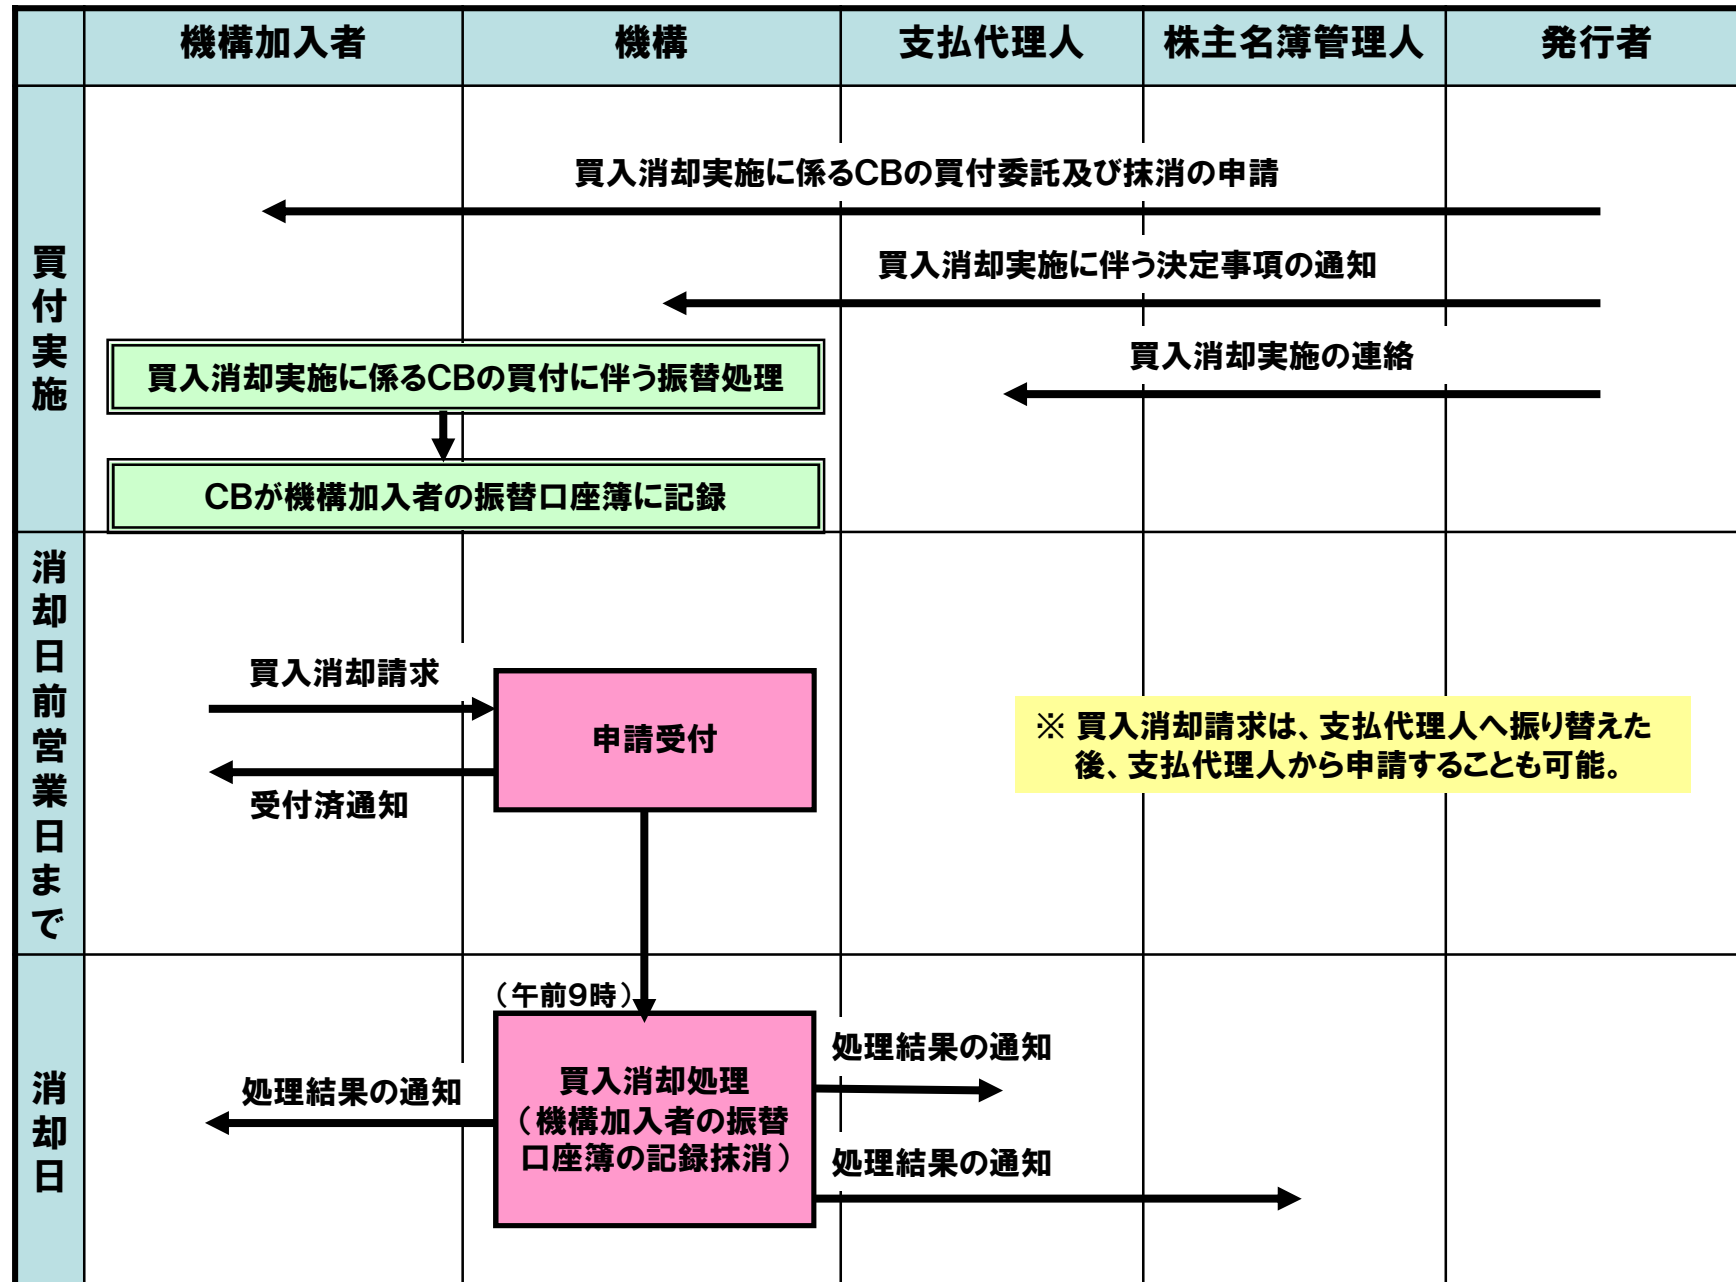 機構加入者
機構
支払代理人
株主名簿管理人
発行者
買付実施
買入消却実施に係るCBの買付委託及び抹消の申請
買入消却実施に伴う決定事項の通知
買入消却実施の連絡
買入消却実施に係るCBの買付に伴う振替処理
CBが機構加入者の振替口座簿に記録
消却日前営業日まで
買入消却請求
申請受付
受付済通知
※ 買入消却請求は、支払代理人へ振り替えた
後、支払代理人から申請することも可能。
消却日
（午前9時）
買入消却処理
（機構加入者の振替
口座簿の記録抹消）
処理結果の通知
処理結果の通知
処理結果の通知